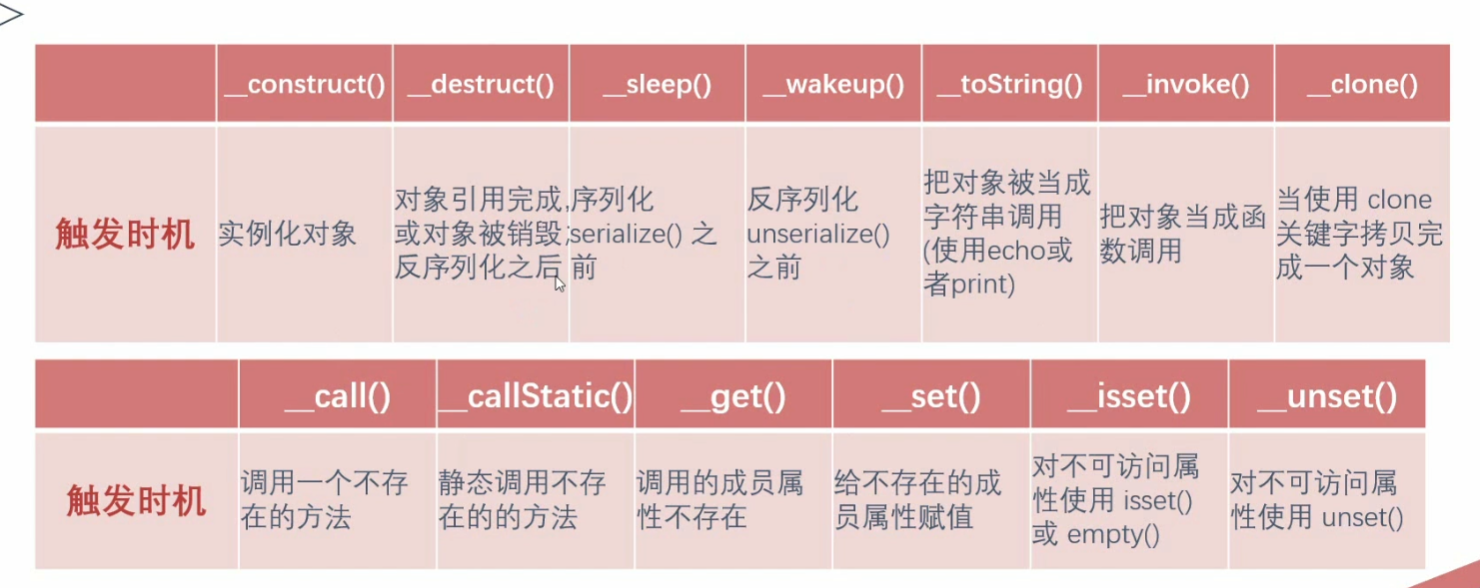 __construct()
__destruct()
__sleep()
__wakeup()
__toString()
__invoke()
__clone()
触发时机
实例化对象
对象引用完成,
或对象被销毁;
反序列化之后
序列化
serialize() 之
前
反序列化
unserialize()
之前
把对象被当成
字符串调用
(使用echo或
者print)
把对象当成函
数调用
当使用 clone
关键字拷贝完
成一个对象
__call()
__callStatic()
__get()
__set()
__isset()
__unset()
触发时机
调用一个不存
在的方法
静态调用不存
在的的方法
调用的成员属
性不存在
给不存在的成
员属性赋值
对不可访问属
性使用 isset()
或 empty()
对不可访问属
性使用 unset()